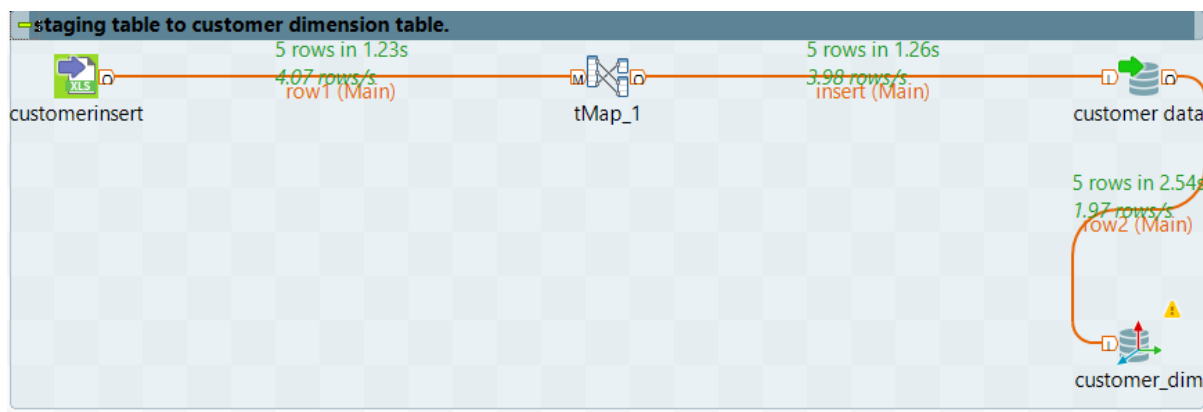 staging table to customer dimension table.
5 rows in 1.23s
4.07 rows/s
row1 (Main)
5 rows in 1.26s
3.98 rows/s
insert (Main)
XLS
O
M
O
I
O
customerinsert
tMap_1
customer data
5 rows in 2.54s
1.97 rows/s
row2 (Main)
I
customer_dim